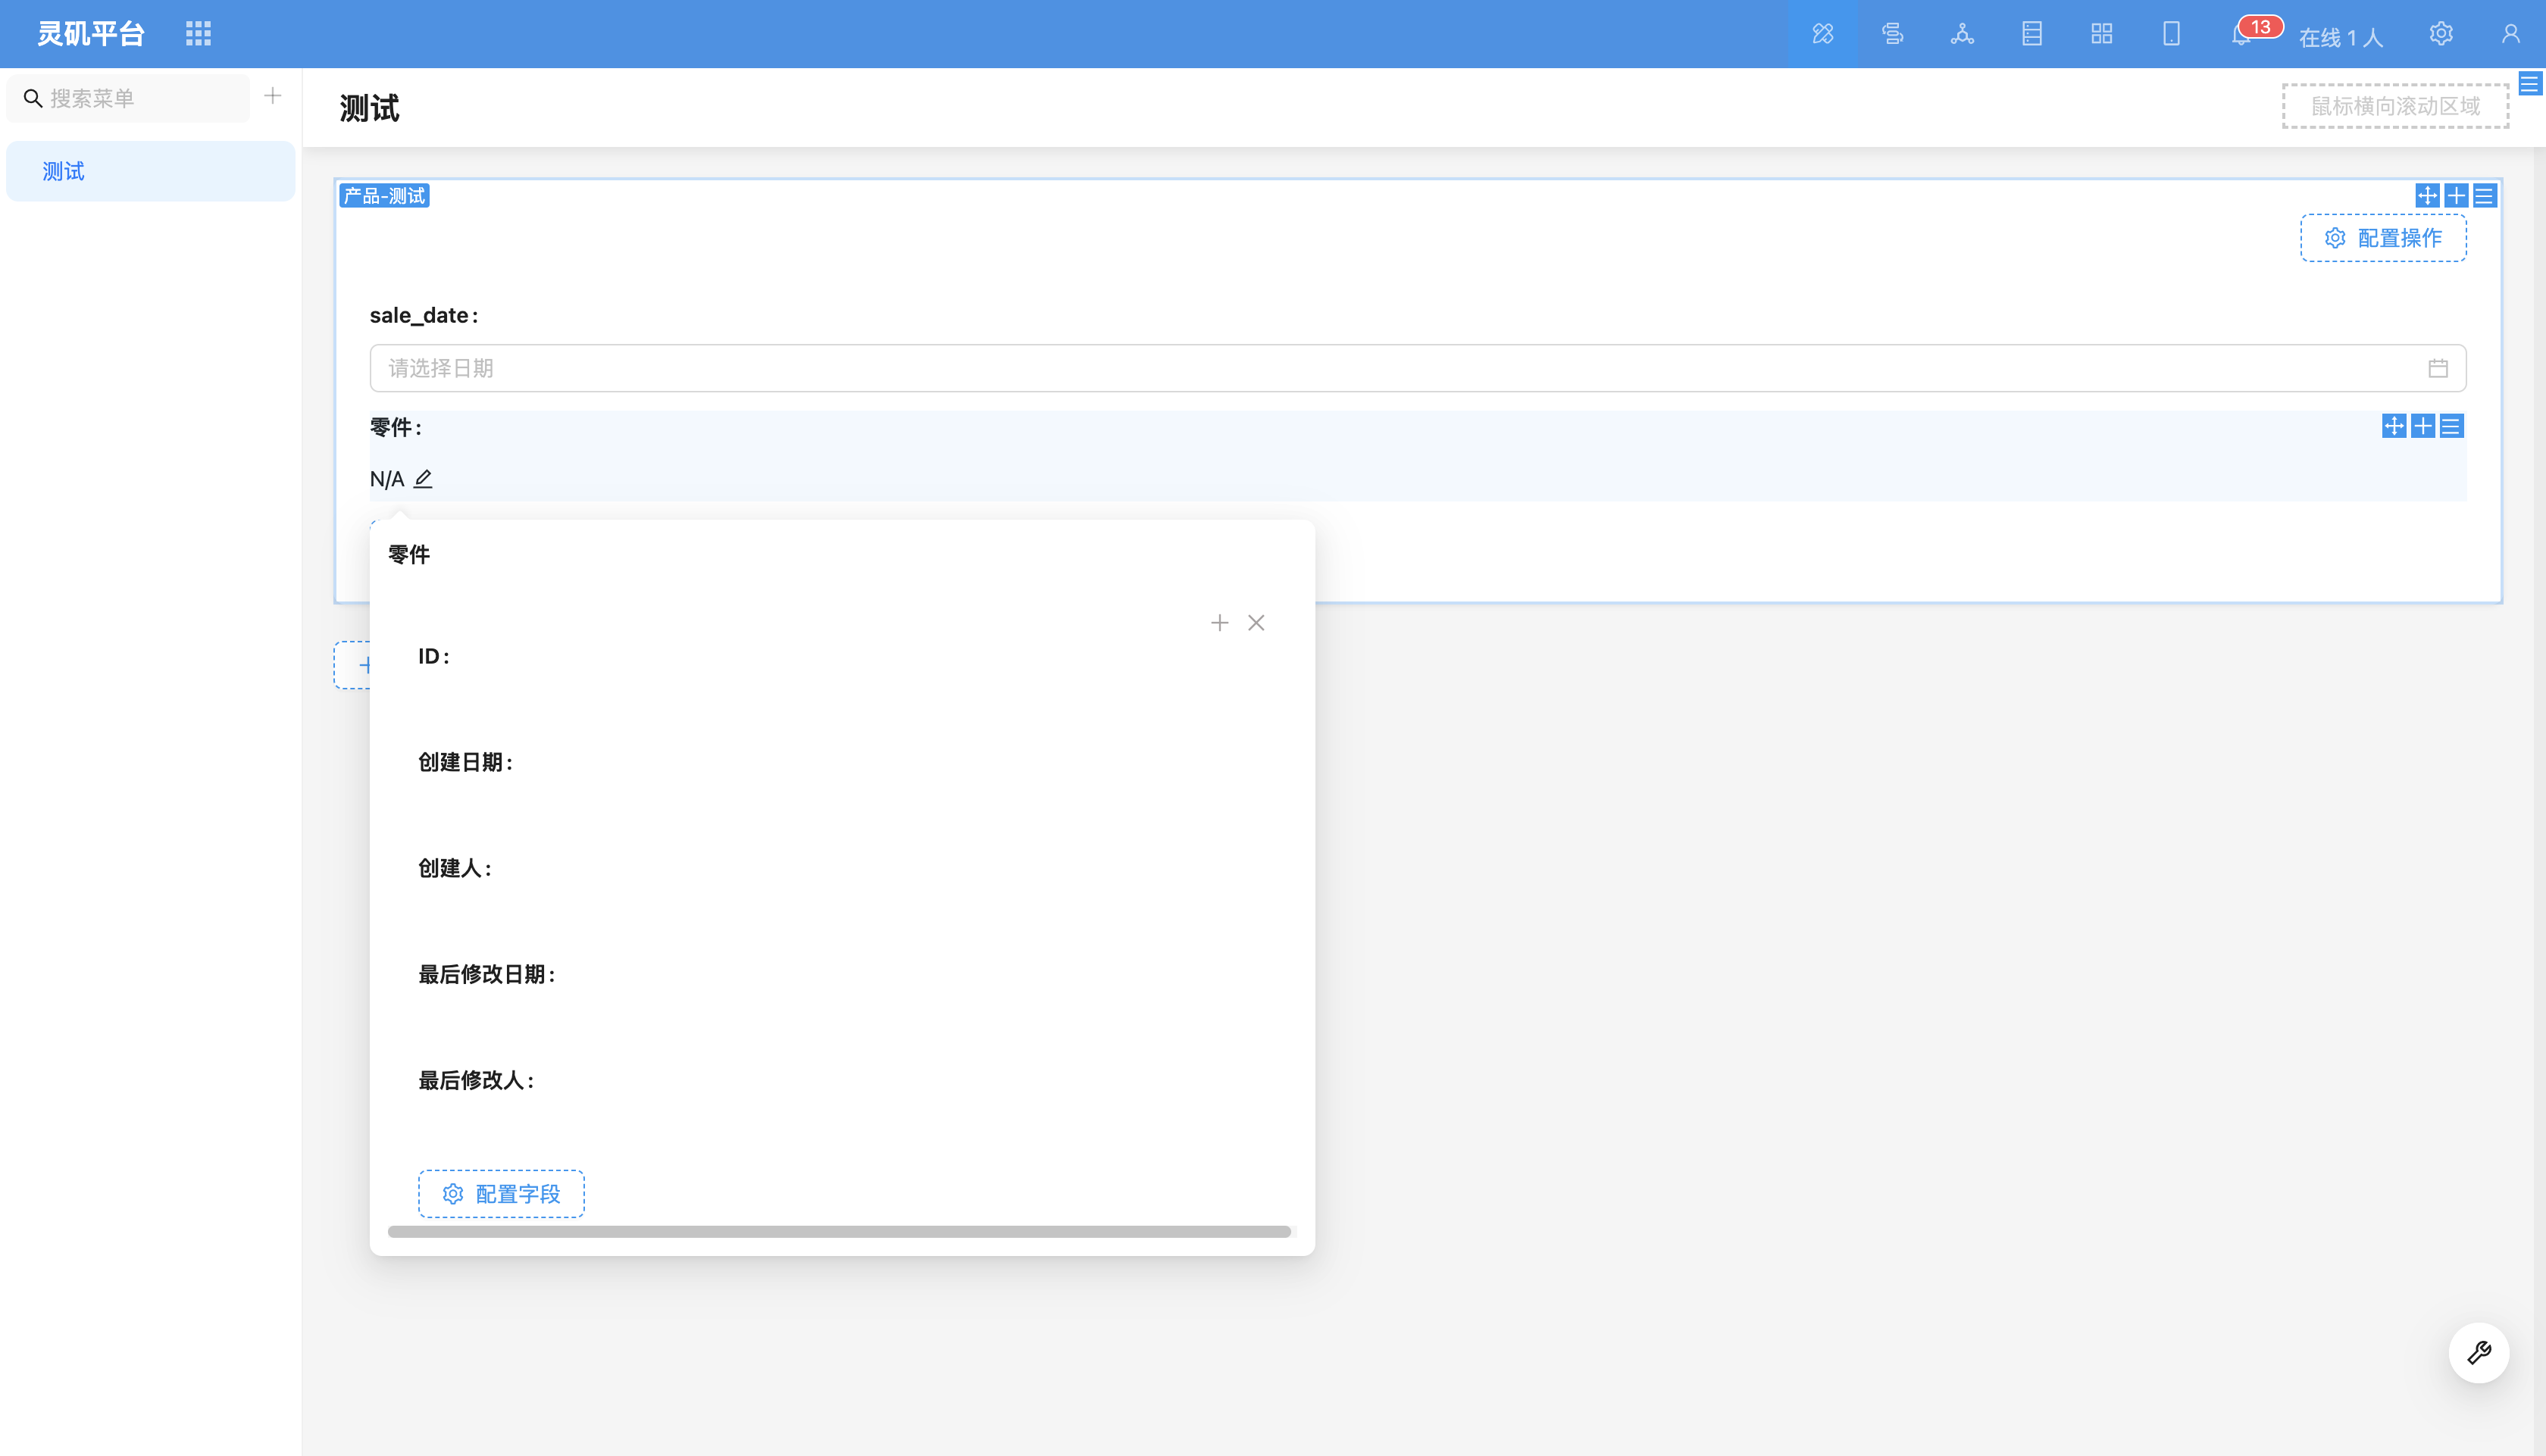 灵矶平台
13
在线 1 人
搜索菜单
测试
测试
鼠标横向滚动区域
产品-测试
配置操作
sale_date:
请选择日期
零件:
N/A
零件
ID:
创建日期:
创建人:
最后修改日期:
最后修改人:
配置字段